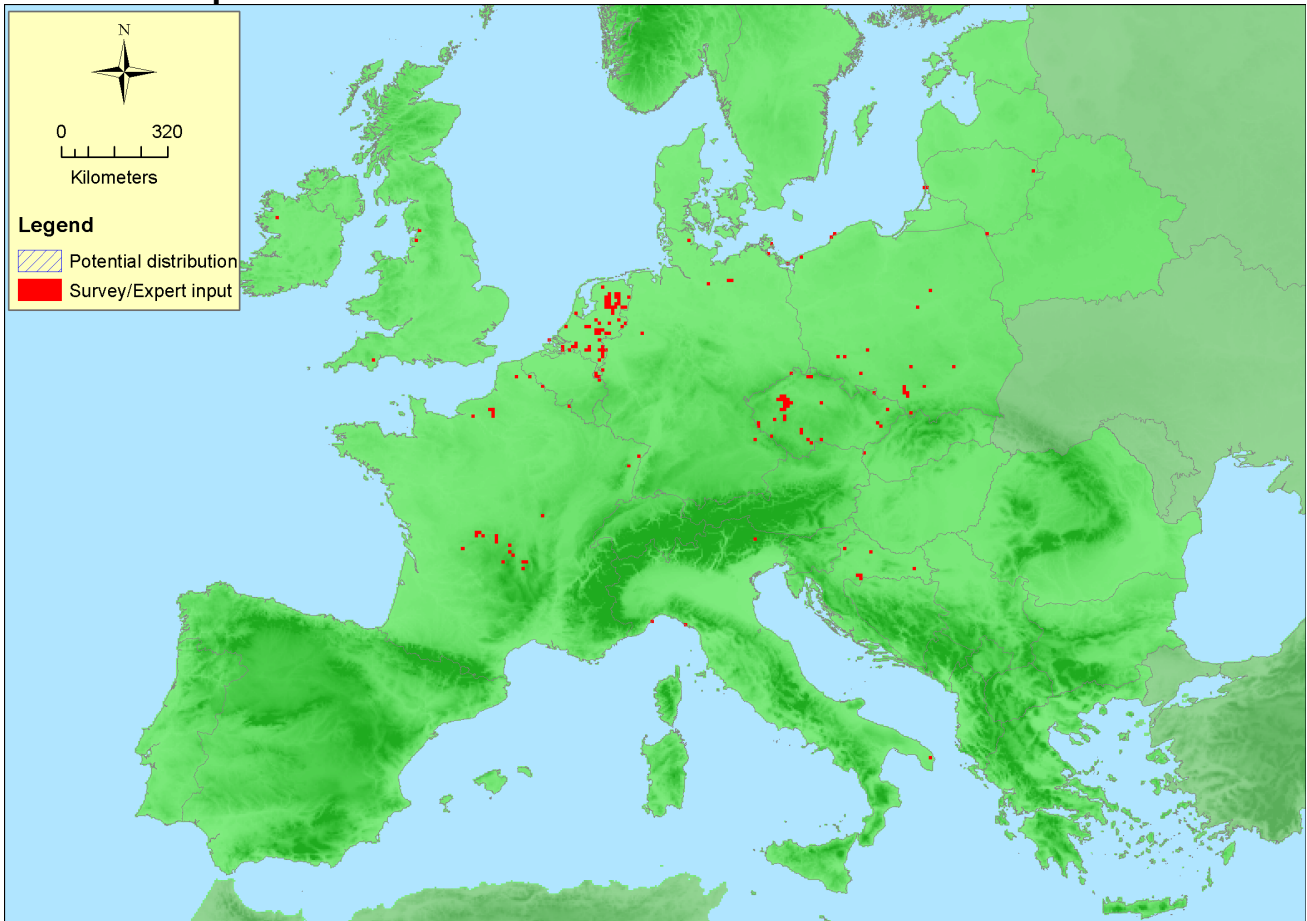 N
0 320
Kilometers
Legend
Potential distribution
Survey/Expert input